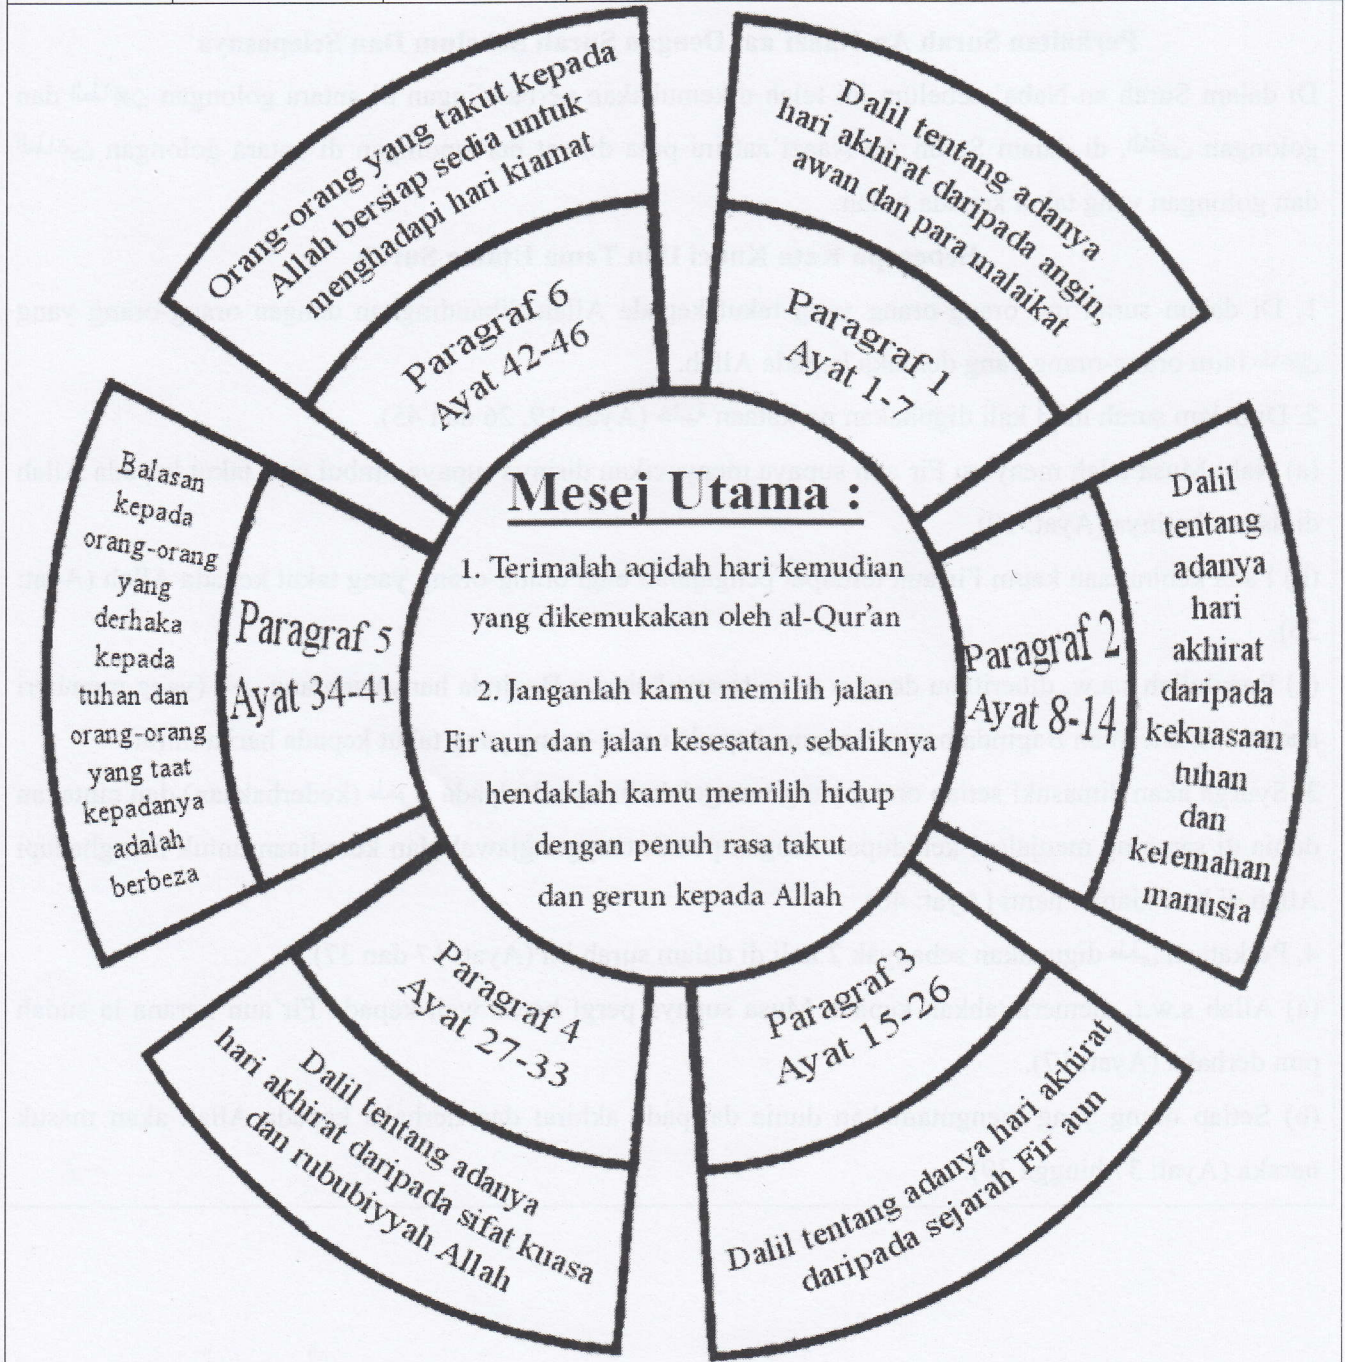 Mesej Utama :
1. Terimalah aqidah hari kemudian
yang dikemukakan oleh al-Qur'an
2. Janganlah kamu memilih jalan
Fir`aun dan jalan kesesatan, sebaliknya
hendaklah kamu memilih hidup
dengan penuh rasa takut
dan gerun kepada Allah
Dalil tentang adanya
hari akhirat daripada angin,
awan dan para malaikat
Paragraf 1
Ayat 1-7
Dalil
tentang
adanya
hari
akhirat
daripada
kekuasaan
tuhan
dan
kelemahan
manusia
Paragraf 2
Ayat 8-14
Paragraf 3
Ayat 15-26
Dalil tentang adanya hari akhirat
daripada sejarah Fir`aun
Paragraf 4
Ayat 27-33
Dalil tentang adanya
hari akhirat daripada sifat kuasa
dan rububiyyah Allah
Balasan
kepada
orang-orang
yang
derhaka
kepada
tuhan dan
orang-orang
yang taat
kepadanya
adalah
berbeza
Paragraf 5
Ayat 34-41
Orang-orang yang takut kepada
Allah bersiap sedia untuk
menghadapi hari kiamat
Paragraf 6
Ayat 42-46